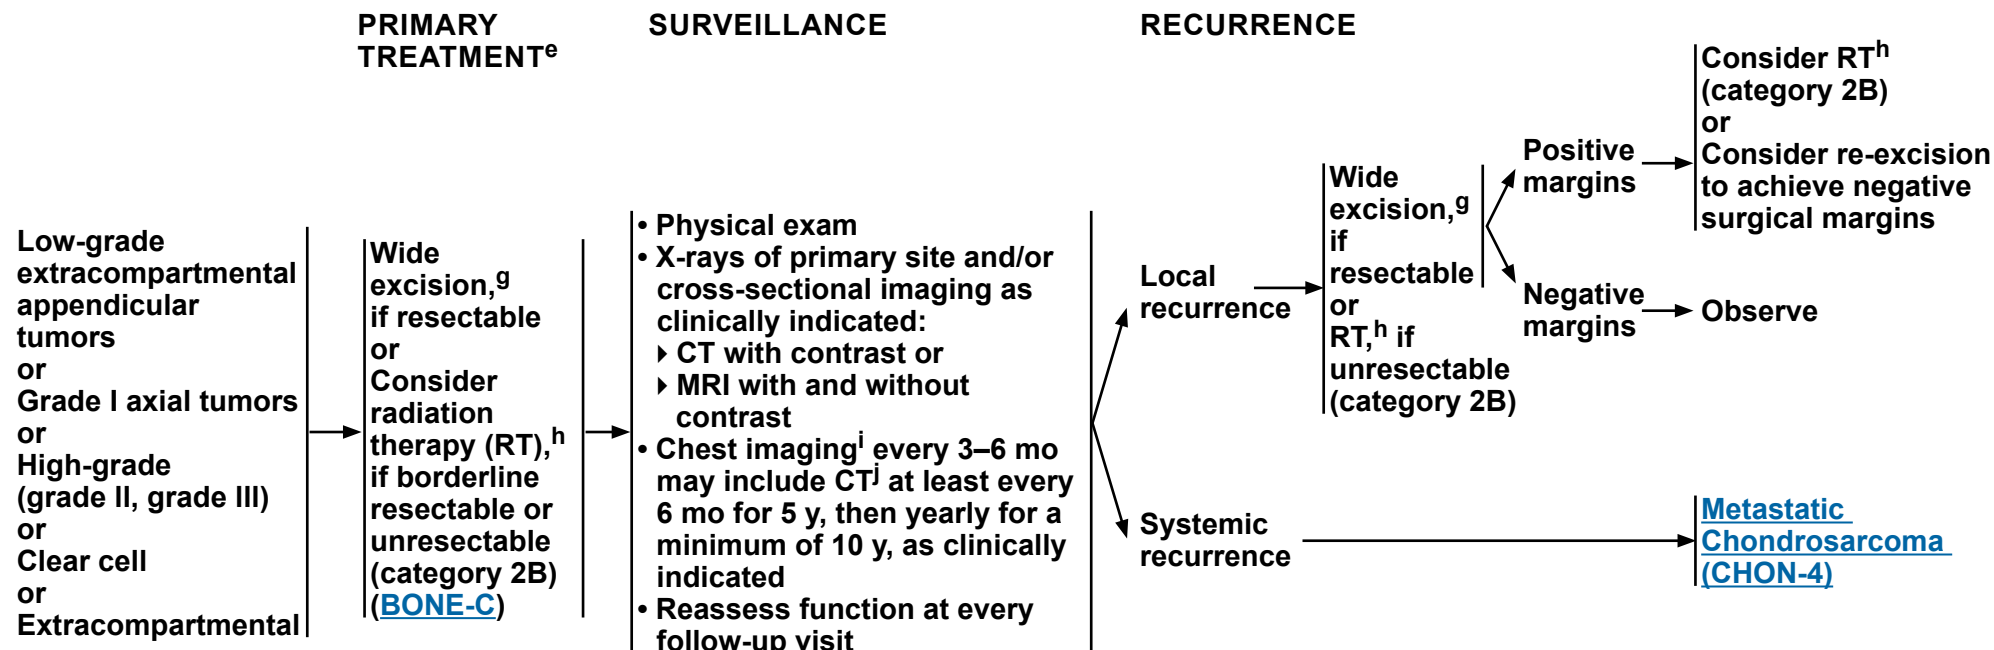 PRIMARY
TREATMENTe
SURVEILLANCE
RECURRENCE
Low-grade
extracompartmental
appendicular
tumors
or
Grade I axial tumors
or
High-grade
(grade II, grade III)
or
Clear cell
or
Extracompartmental
Wide
excision,g
if resectable
or
Consider
radiation
therapy (RT),h
if borderline
resectable or
unresectable
(category 2B)
(BONE-C)
• Physical exam
• X-rays of primary site and/or
cross-sectional imaging as
clinically indicated:
CT with contrast or
MRI with and without
contrast
• Chest imagingi every 3–6 mo
may include CTj at least every
6 mo for 5 y, then yearly for a
minimum of 10 y, as clinically
indicated
• Reassess function at every
follow-up visit
Local
recurrence
Wide
excision,g
if
resectable
or
RT,h if
unresectable
(category 2B)
Positive
margins
Consider RTh
(category 2B)
or
Consider re-excision
to achieve negative
surgical margins
Negative
margins
Observe
Systemic
recurrence
Metastatic
Chondrosarcoma
(CHON-4)